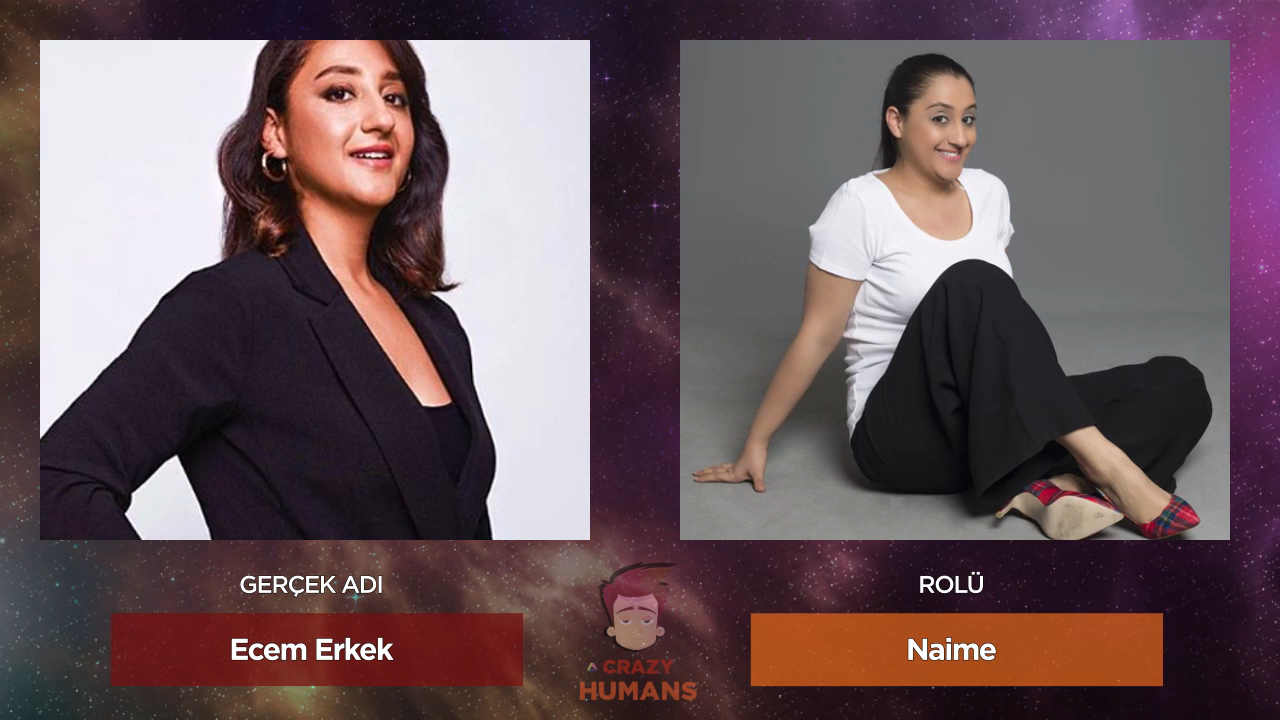 GERÇEK ADI
Ecem Erkek
ROLÜ
Naime
CRAZY
HUMANS